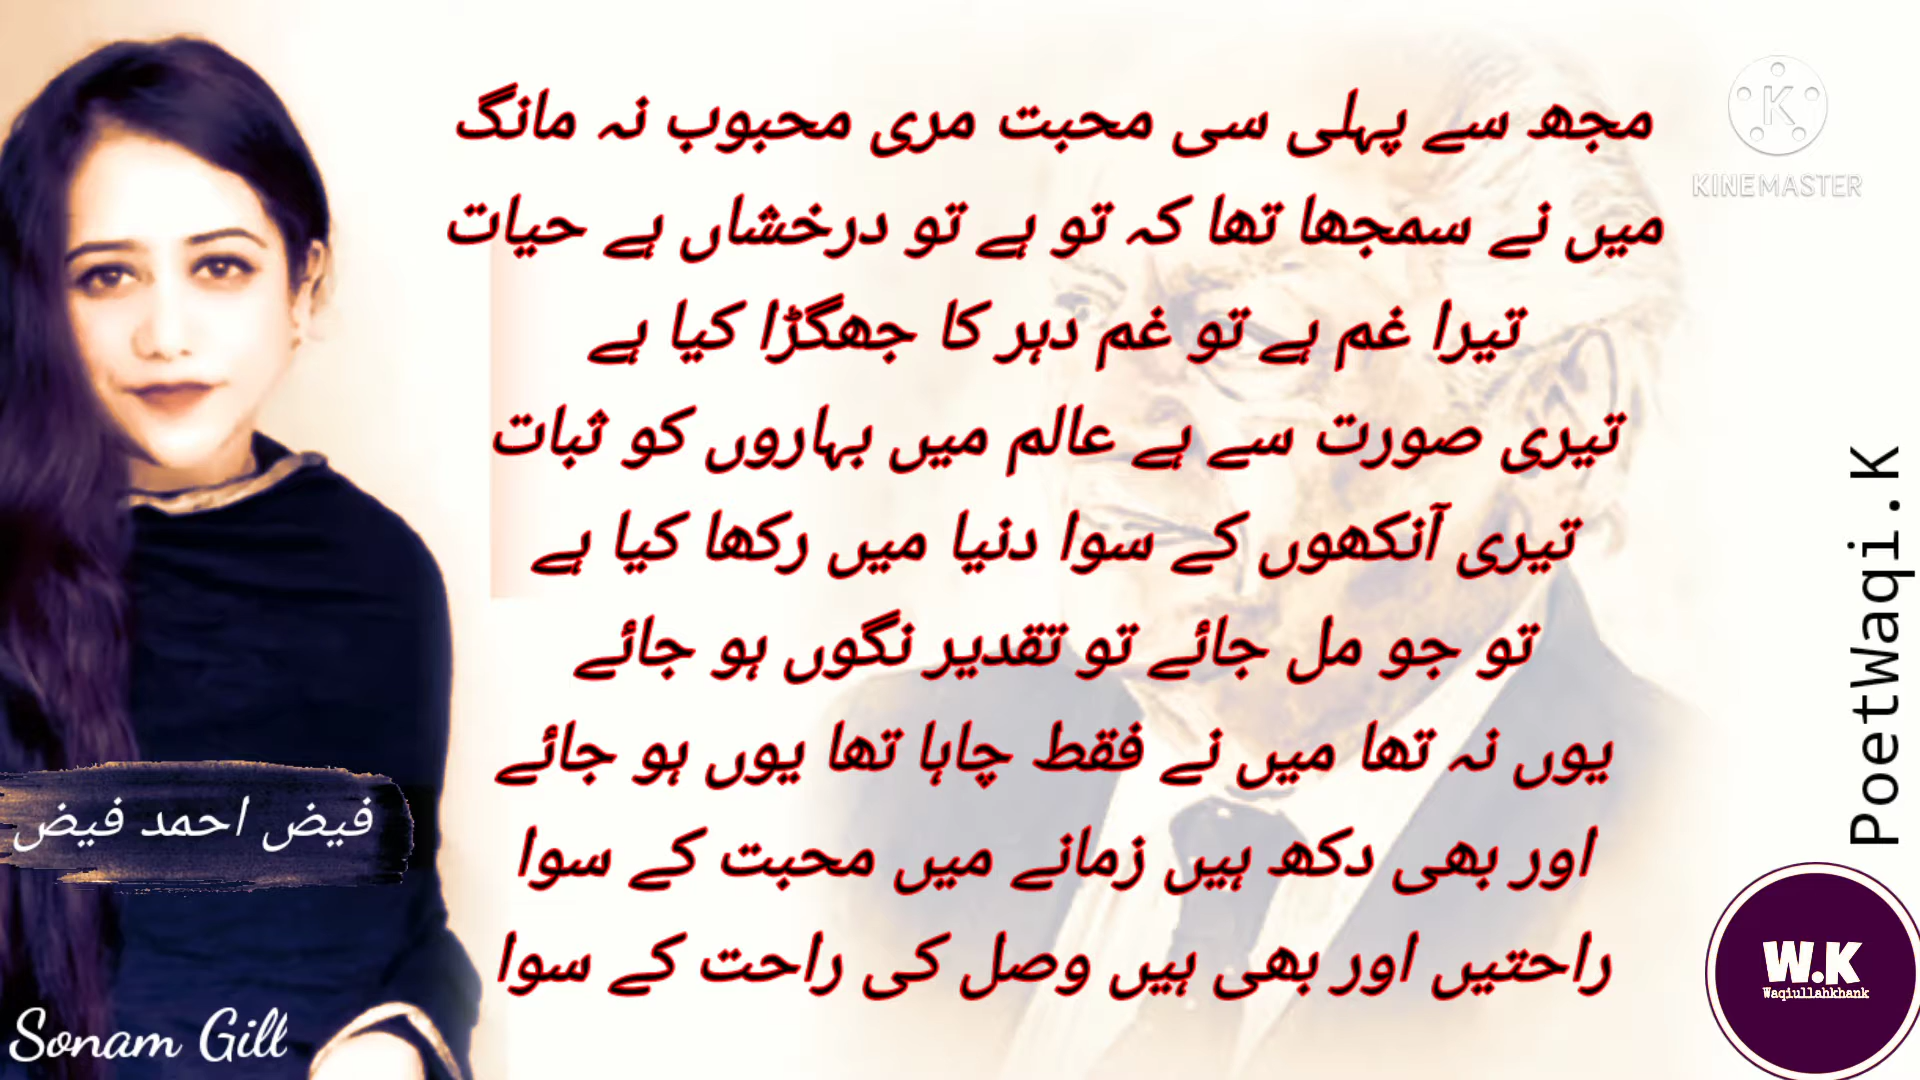 مجھ سے پہلی سی محبت مری محبوب نہ مانگ
میں نے سمجھا تھا کہ تو ہے تو درخشاں ہے حیات
تیرا غم ہے تو غم دہر کا جھگڑا کیا ہے
تیری صورت سے ہے عالم میں بہاروں کو ثبات
تیری آنکھوں کے سوا دنیا میں رکھا کیا ہے
تو جو مل جائے تو تقدیر نگوں ہو جائے
یوں نہ تھا میں نے فقط چاہا تھا یوں ہو جائے
اور بھی دکھ ہیں زمانے میں محبت کے سوا
راحتیں اور بھی ہیں وصل کی راحت کے سوا
فیض احمد فیض
Sonam Gill
K
KINEMASTER
PoetWaqi.K
W.K
Waqiullahkhank